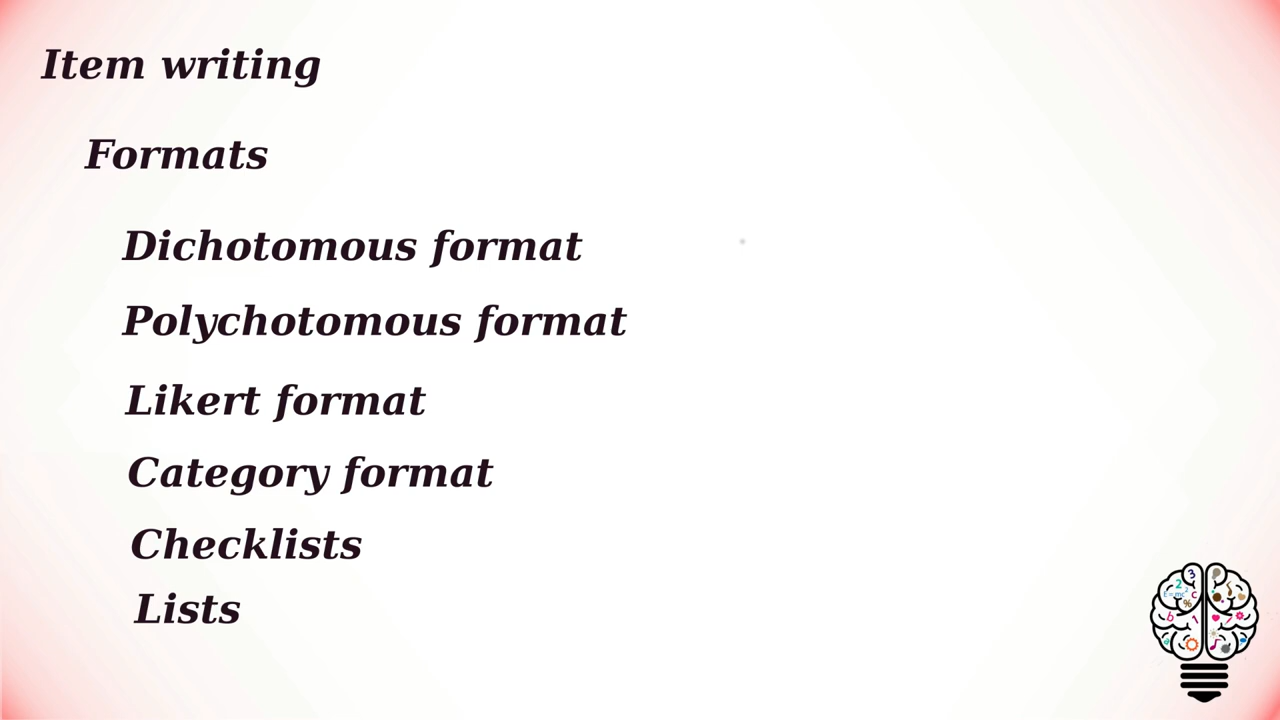 Item writing
Formats
Dichotomous format
Polychotomous format
Likert format
Category format
Checklists
Lists